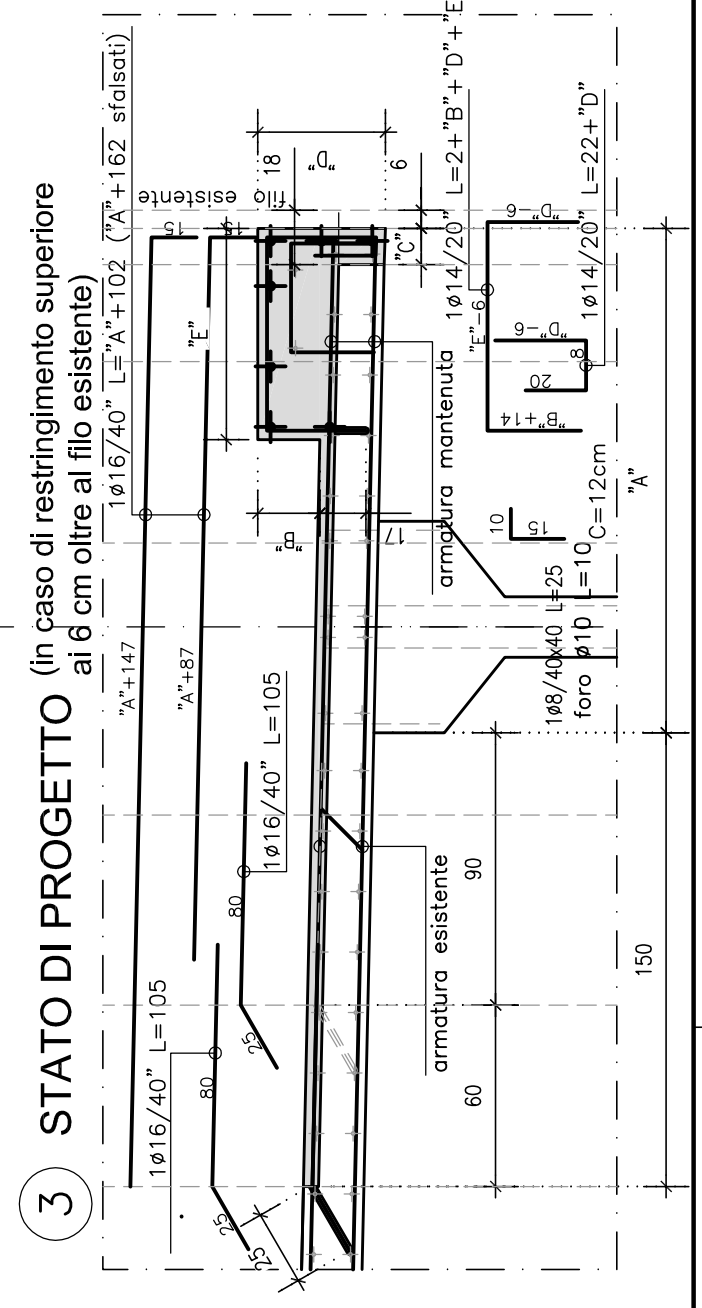 3 STATO DI PROGETTO (in caso di restringimento superiore
ai 6 cm oltre al filo esistente)
1ø16/40" L="A"+102 ("A"+162 sfalsati)
"A"+147
15
"A"+87
15
filo esistente
"E"
1ø16/40" L=105
80
25
1ø16/40" L=105
80
25
25
18
"D"
6
"C"
"B"
17
armatura mantenuta
armatura esistente
1ø14/20" L=2+"B"+"D"+"E
"D"-6
"E"-6
"B"+14
1ø14/20" L=22+"D"
"D"-6
8
20
10
15
C=12cm
1ø8/40x40 L=25
foro ø10 L=10
"A"
90
60
150